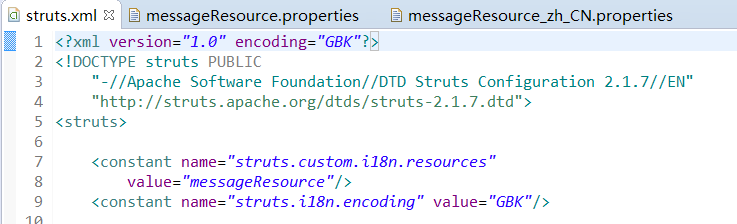 struts.xml messageResource.properties messageResource_zh_CN.properties
1 <?xml version="1.0" encoding="GBK"?>
2 <!DOCTYPE struts PUBLIC
3 "-//Apache Software Foundation//DTD Struts Configuration 2.1.7//EN"
4 "http://struts.apache.org/dtds/struts-2.1.7.dtd">
5 <struts>
6
7 <constant name="struts.custom.i18n.resources"
8 value="messageResource"/>
9 <constant name="struts.i18n.encoding" value="GBK"/>
10